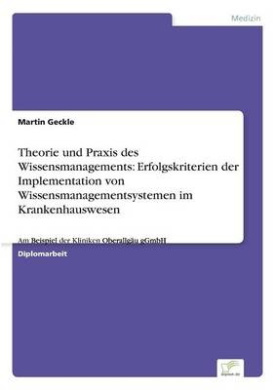 Medizin
Martin Geckle
Theorie und Praxis des
Wissensmanagements: Erfolgskriterien der
Implementation von
Wissensmanagementsystemen im
Krankenhauswesen
Am Beispiel der Kliniken Oberallgäu gGmbH
Diplomarbeit